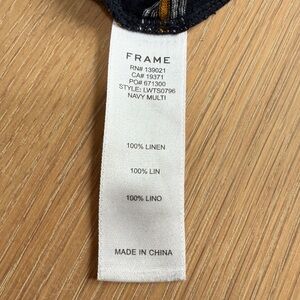 FRAME
RN# 139021
CA# 19371
PO# 671300
STYLE: LWTS0796
NAVY MULTI
100% LINEN
100% LIN
100% LINO
MADE IN CHINA